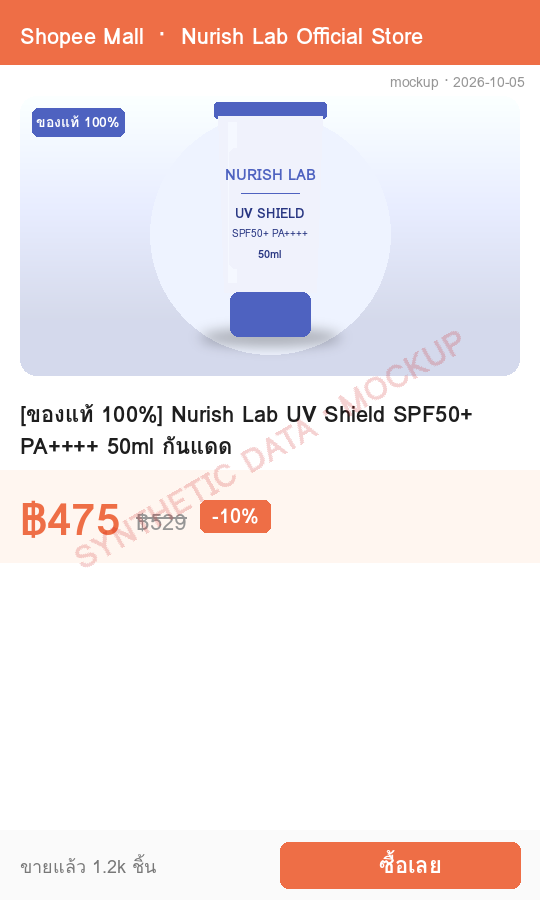 Shopee Mall · Nurish Lab Official Store
mockup · 2026-10-05
ของแท้ 100%
NURISH LAB
UV SHIELD
SPF50+ PA++++
50ml
[ของแท้ 100%] Nurish Lab UV Shield SPF50+
PA++++ 50ml กันแดด
฿475 ฿529 -10%
SYNTHETIC DATA · MOCKUP
ขายแล้ว 1.2k ชิ้น
ซื้อเลย